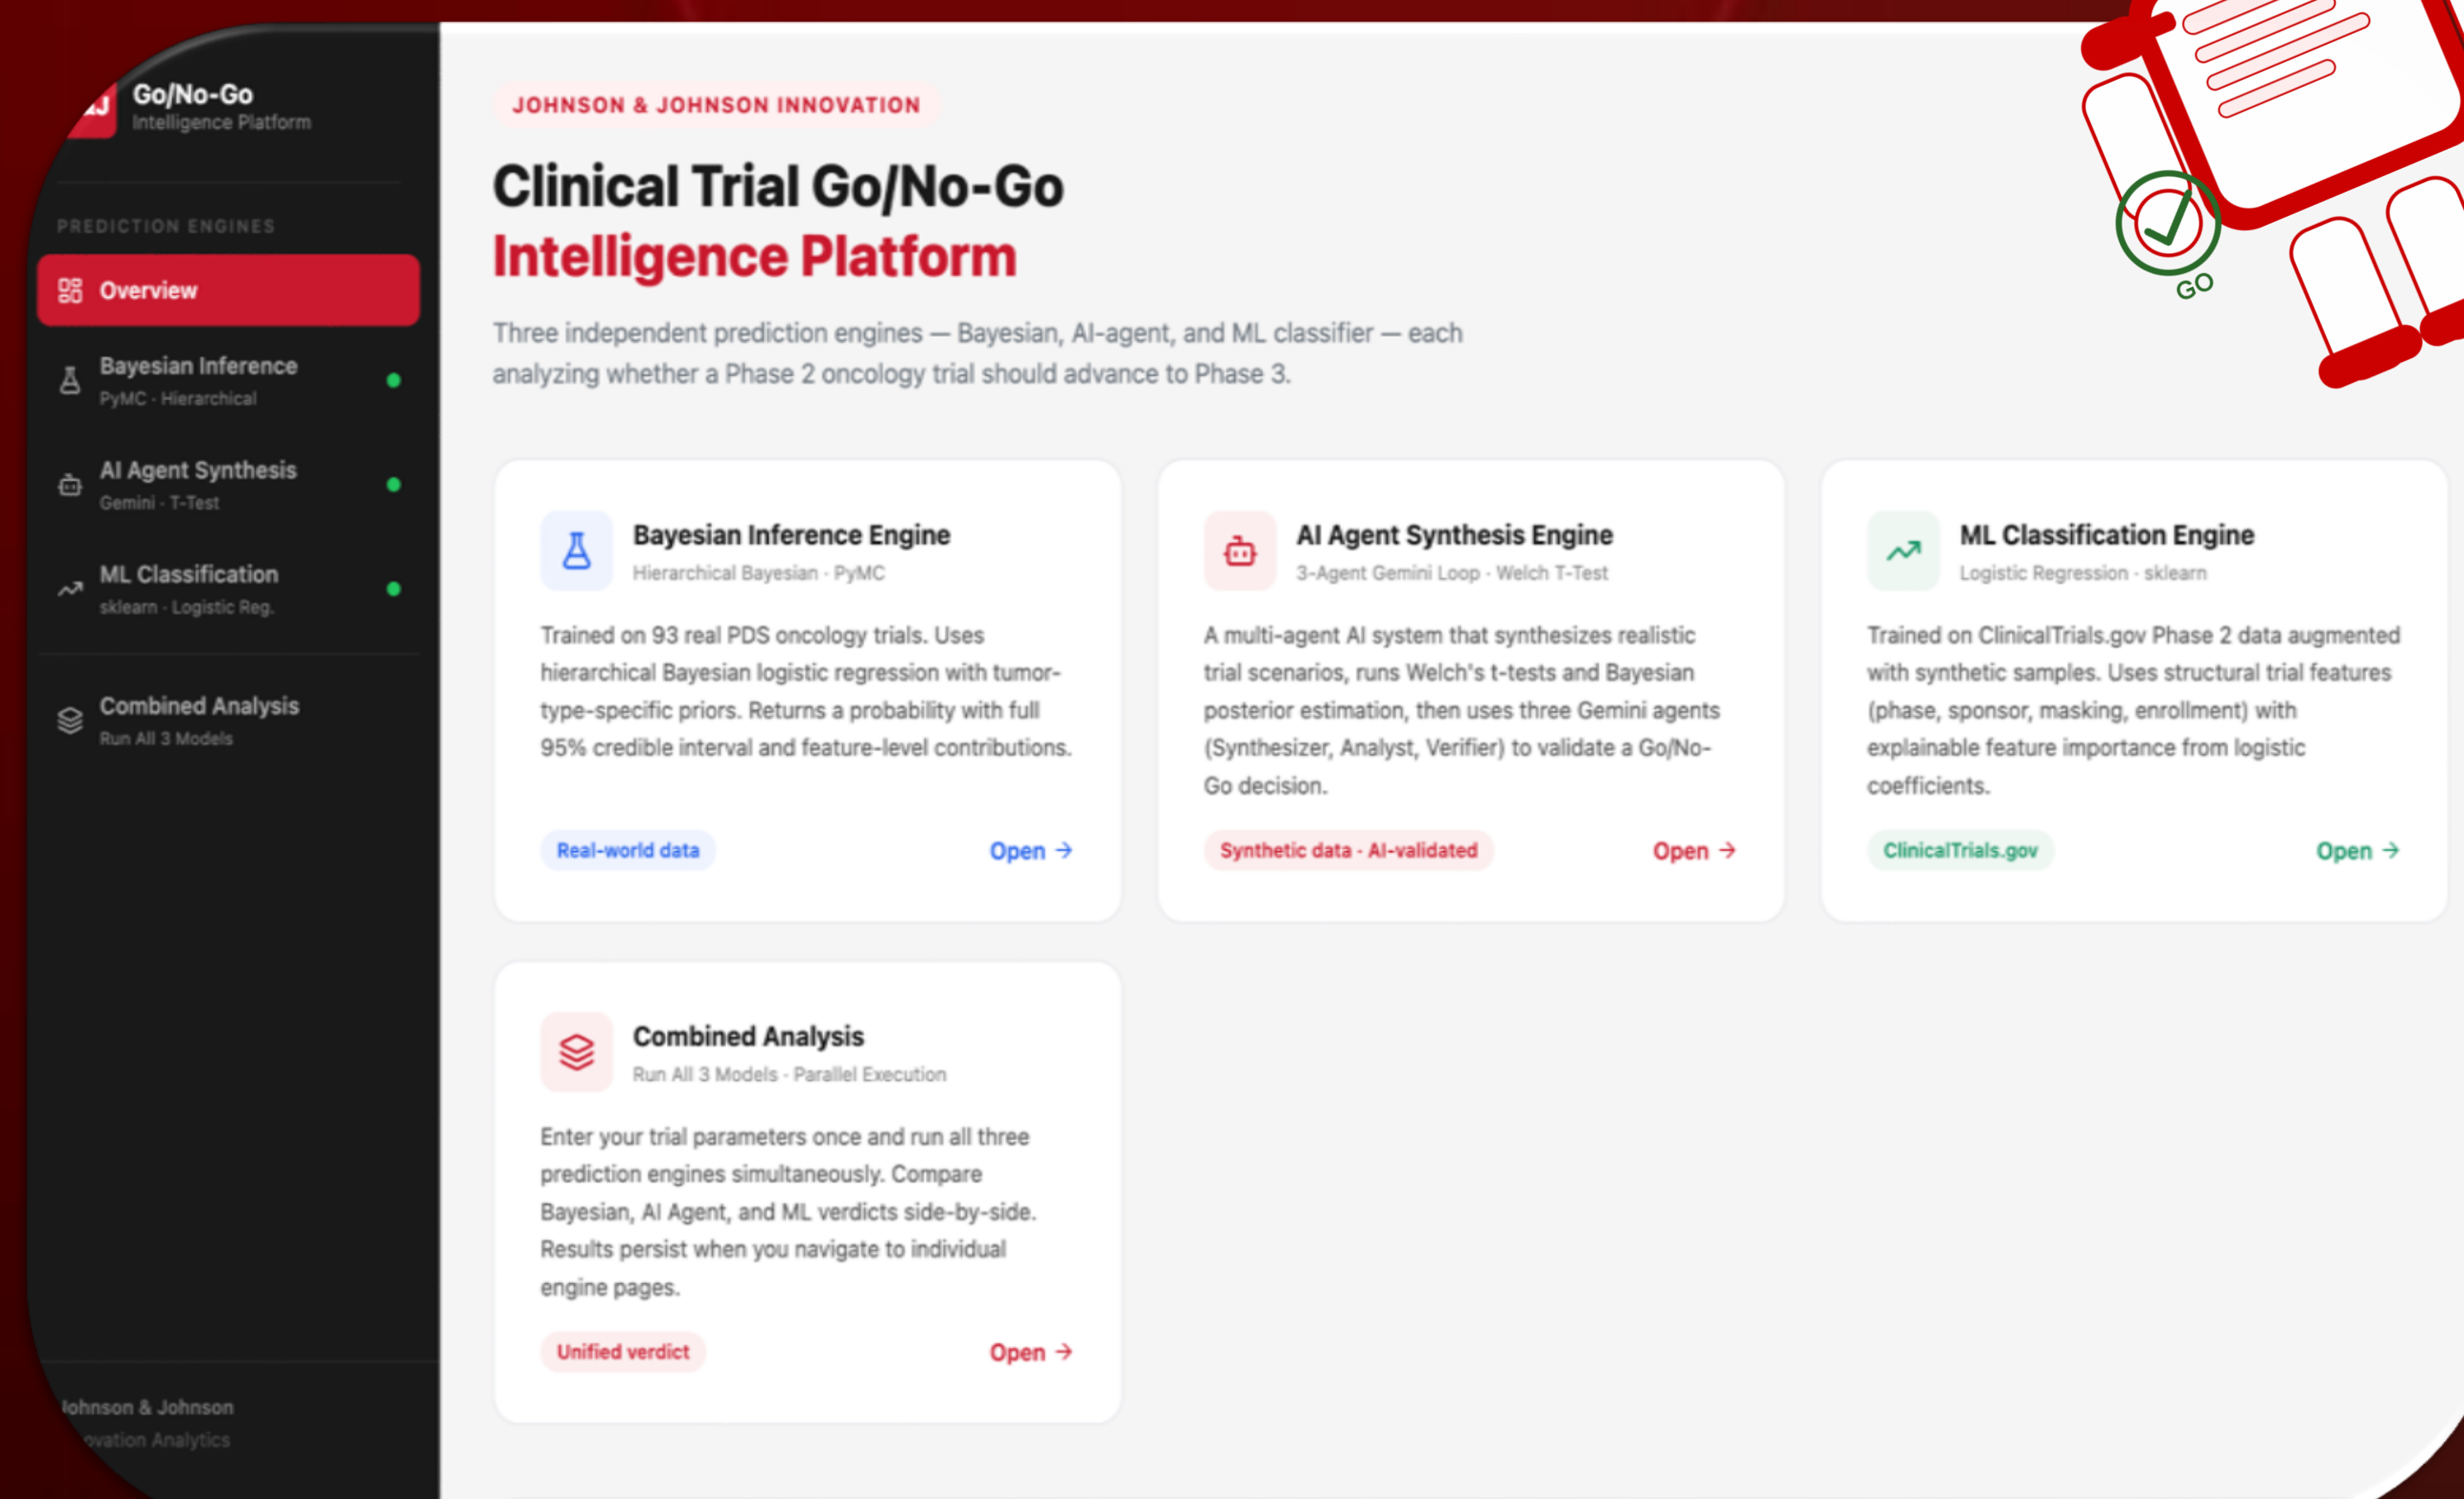 Go/No-Go
Intelligence Platform
PREDICTION ENGINES
Overview
Bayesian Inference
PyMC · Hierarchical
AI Agent Synthesis
Gemini · T-Test
ML Classification
sklearn · Logistic Reg.
Combined Analysis
Run All 3 Models
Johnson & Johnson
ovation Analytics
JOHNSON & JOHNSON INNOVATION
Clinical Trial Go/No-Go
Intelligence Platform
Three independent prediction engines — Bayesian, AI-agent, and ML classifier — each
analyzing whether a Phase 2 oncology trial should advance to Phase 3.
GO
Bayesian Inference Engine
Hierarchical Bayesian · PyMC
Trained on 93 real PDS oncology trials. Uses
hierarchical Bayesian logistic regression with tumor-
type-specific priors. Returns a probability with full
95% credible interval and feature-level contributions.
Real-world data
Open →
AI Agent Synthesis Engine
3-Agent Gemini Loop · Welch T-Test
A multi-agent AI system that synthesizes realistic
trial scenarios, runs Welch's t-tests and Bayesian
posterior estimation, then uses three Gemini agents
(Synthesizer, Analyst, Verifier) to validate a Go/No-
Go decision.
Synthetic data · AI-validated
Open →
ML Classification Engine
Logistic Regression · sklearn
Trained on ClinicalTrials.gov Phase 2 data augmented
with synthetic samples. Uses structural trial features
(phase, sponsor, masking, enrollment) with
explainable feature importance from logistic
coefficients.
ClinicalTrials.gov
Open →
Combined Analysis
Run All 3 Models · Parallel Execution
Enter your trial parameters once and run all three
prediction engines simultaneously. Compare
Bayesian, AI Agent, and ML verdicts side-by-side.
Results persist when you navigate to individual
engine pages.
Unified verdict
Open →